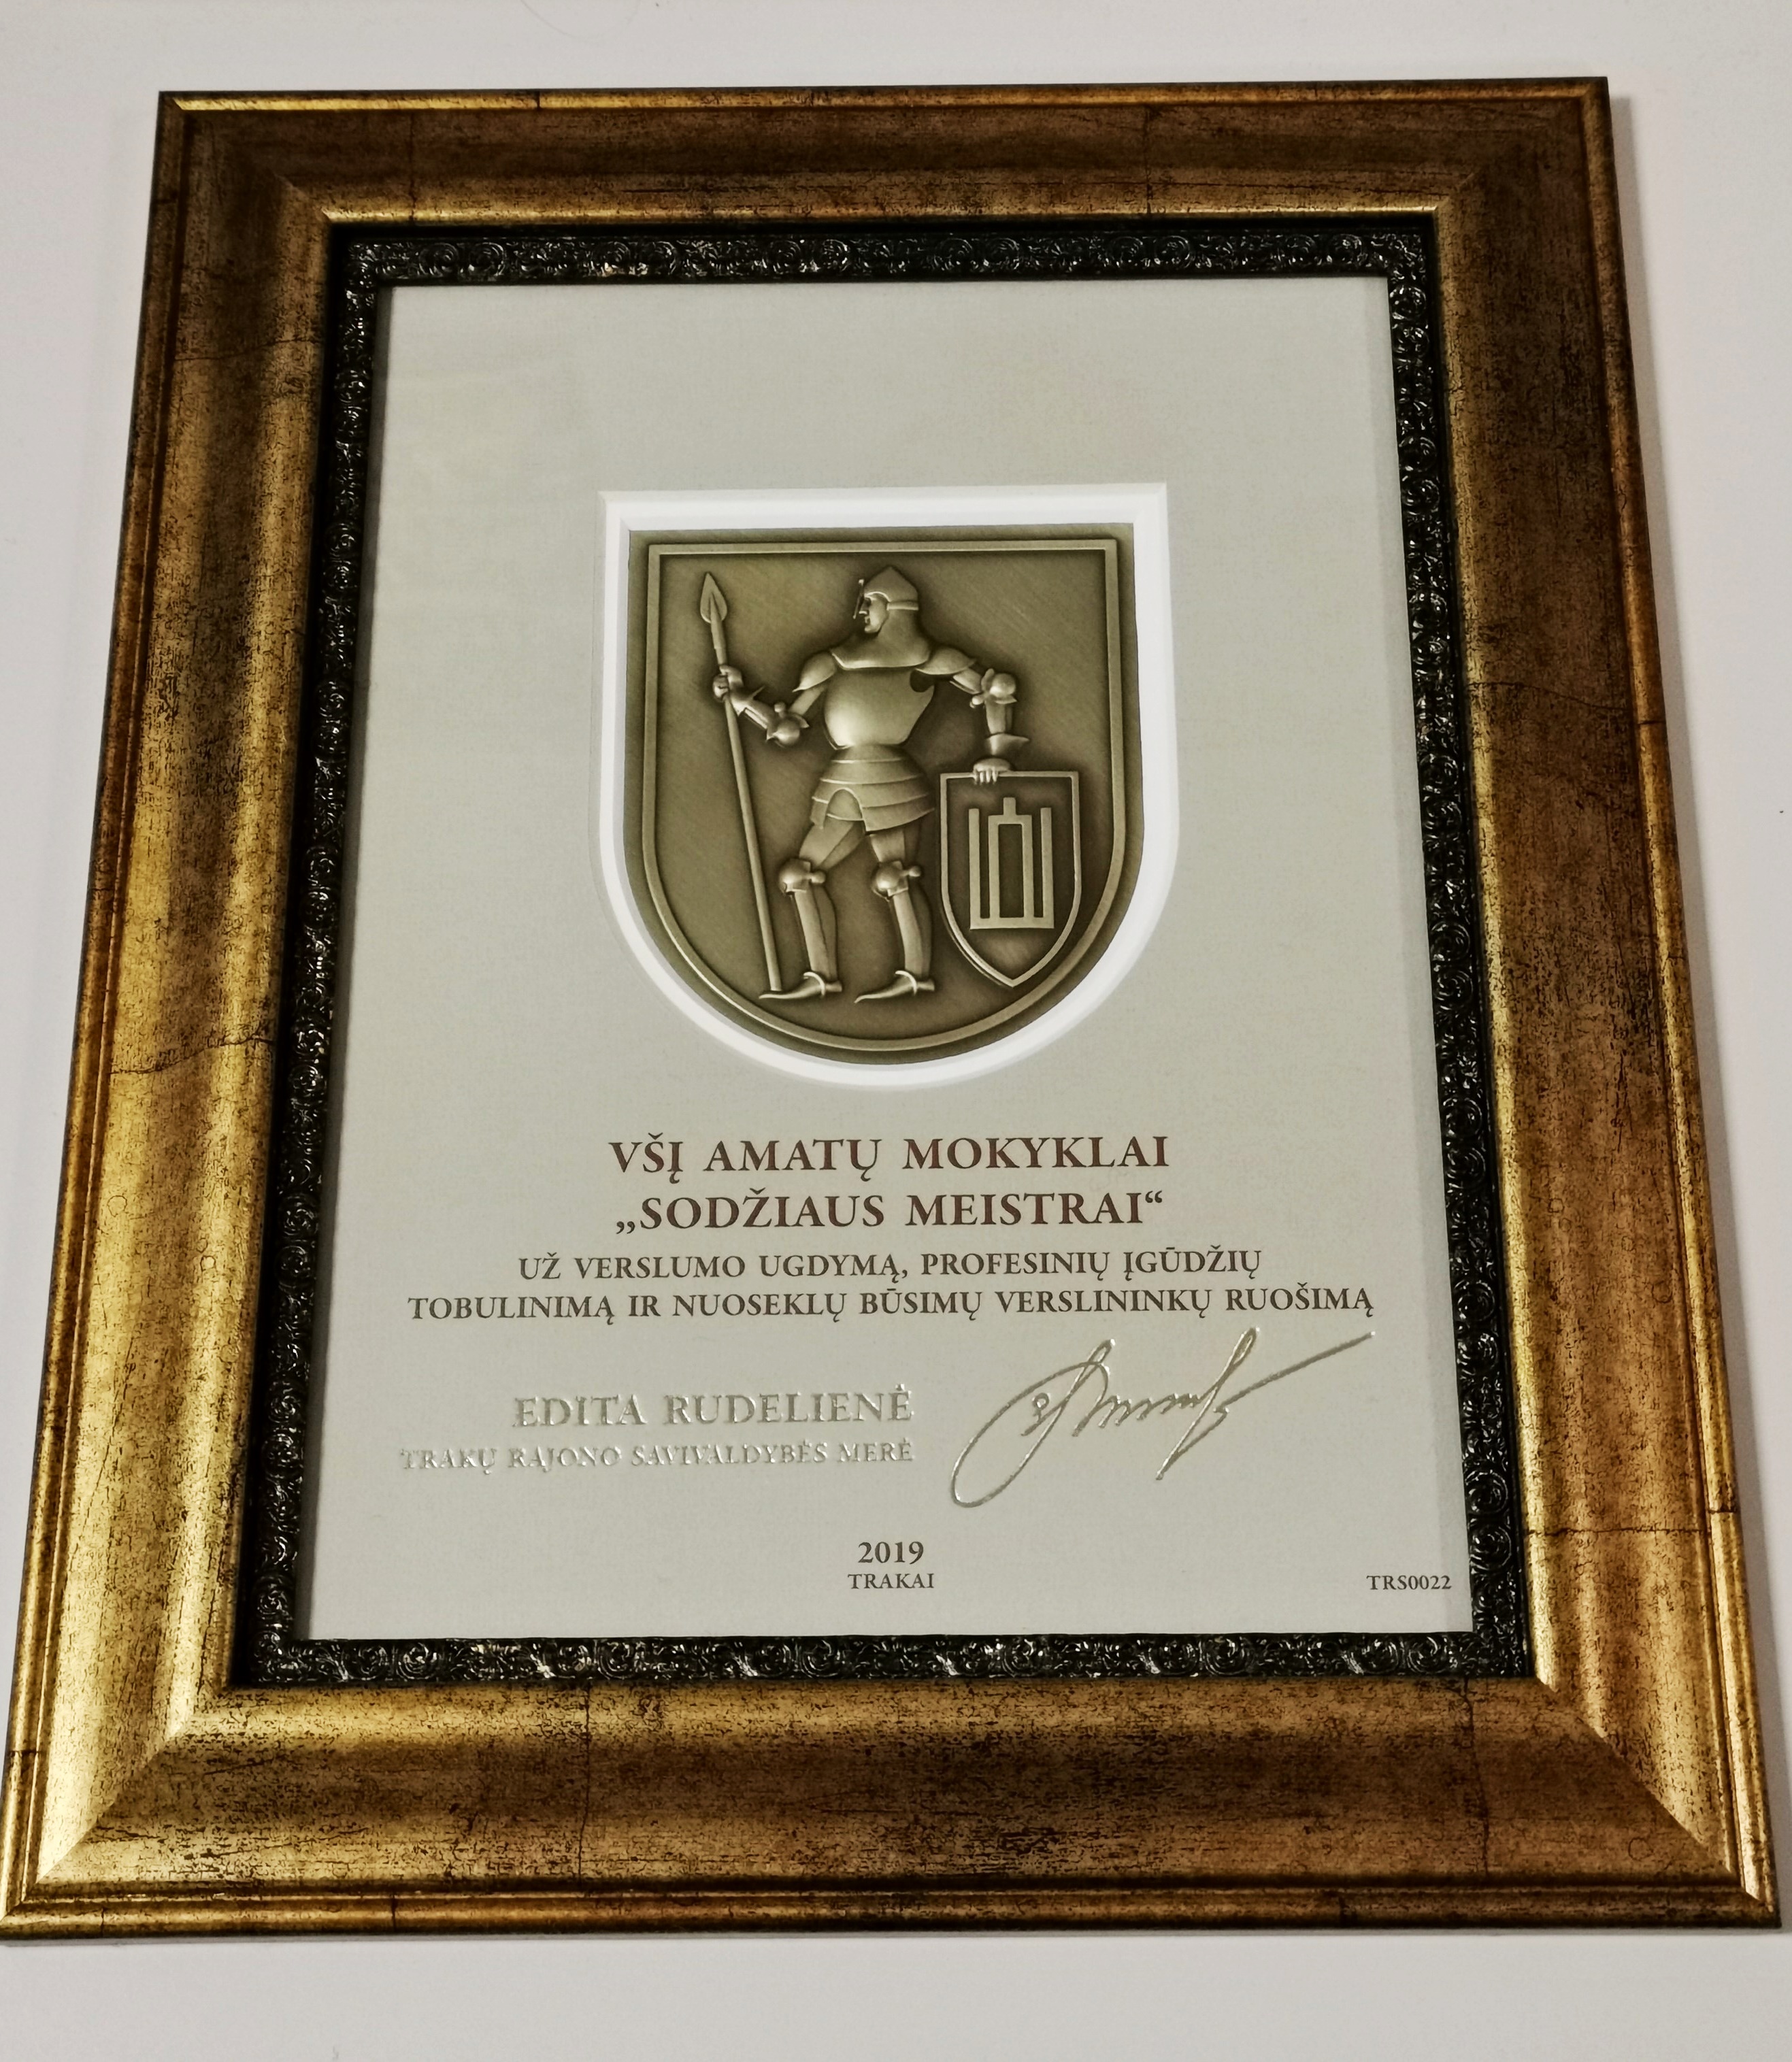 VŠĮ AMATŲ MOKYKLAI
„SODŽIAUS MEISTRAI“
UŽ VERSLUMO UGDYMĄ, PROFESINIŲ ĮGŪDŽIŲ
TOBULINIMĄ IR NUOSEKLŲ BŪSIMŲ VERSLININKŲ RUOŠIMĄ
EDITA RUDELIENĖ
TRAKŲ RAJONO SAVIVALDYBĖS MERĖ
2019
TRAKAI
TRS0022